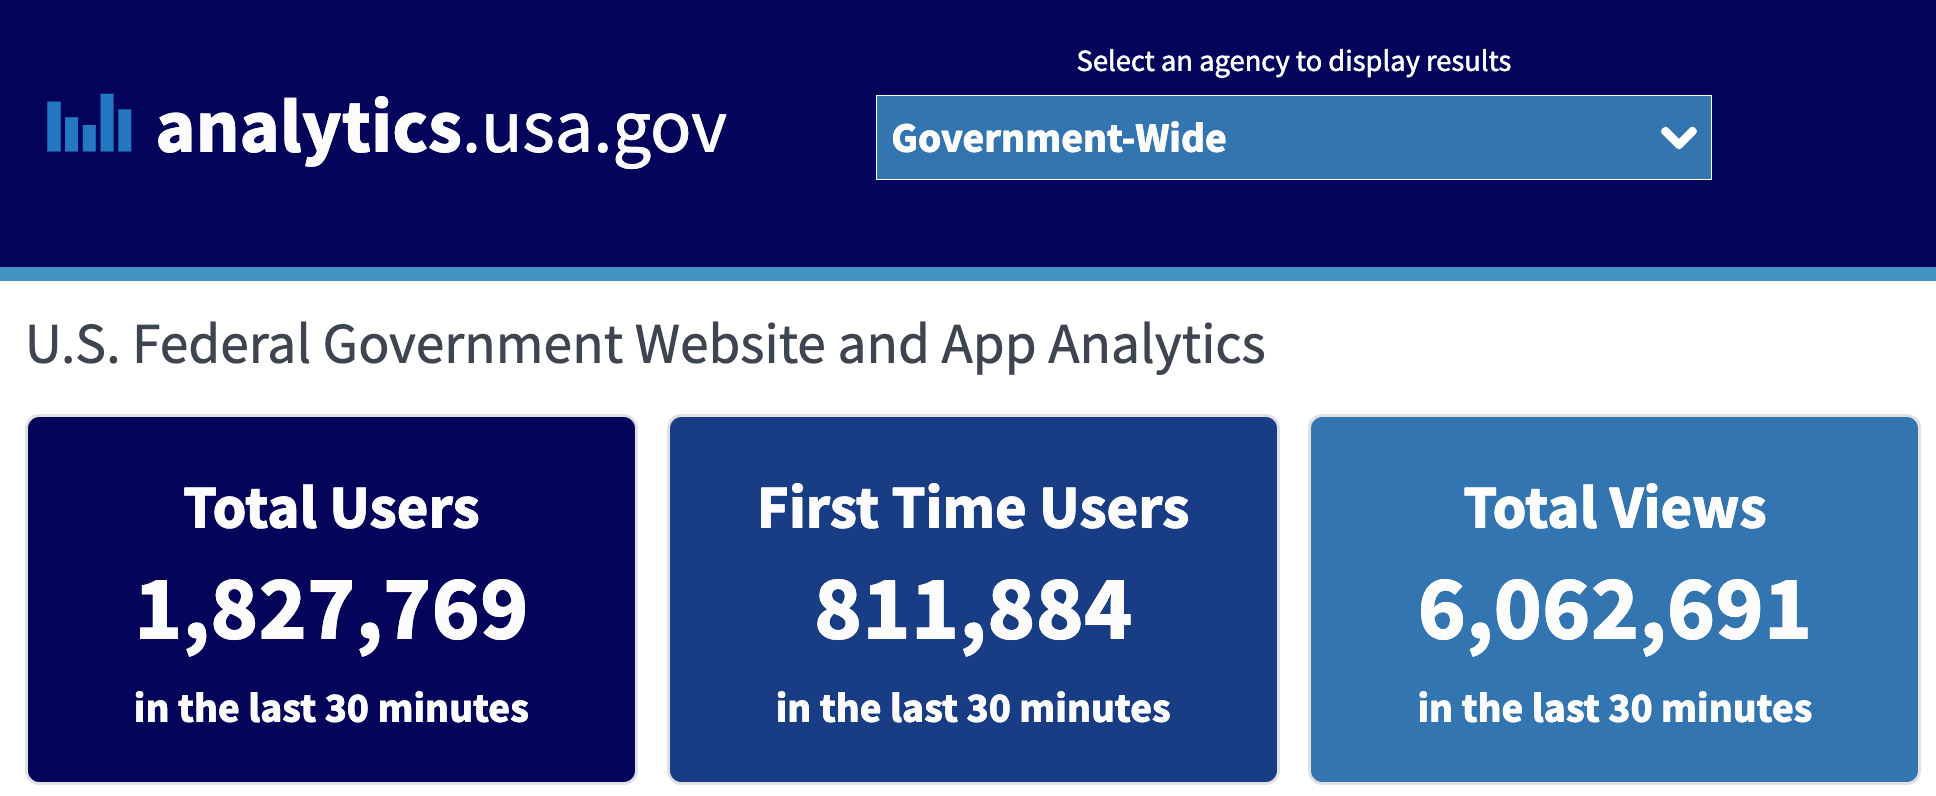 Select an agency to display results
analytics.usa.gov
Government-Wide
U.S. Federal Government Website and App Analytics
Total Users
1,827,769
in the last 30 minutes
First Time Users
811,884
in the last 30 minutes
Total Views
6,062,691
in the last 30 minutes